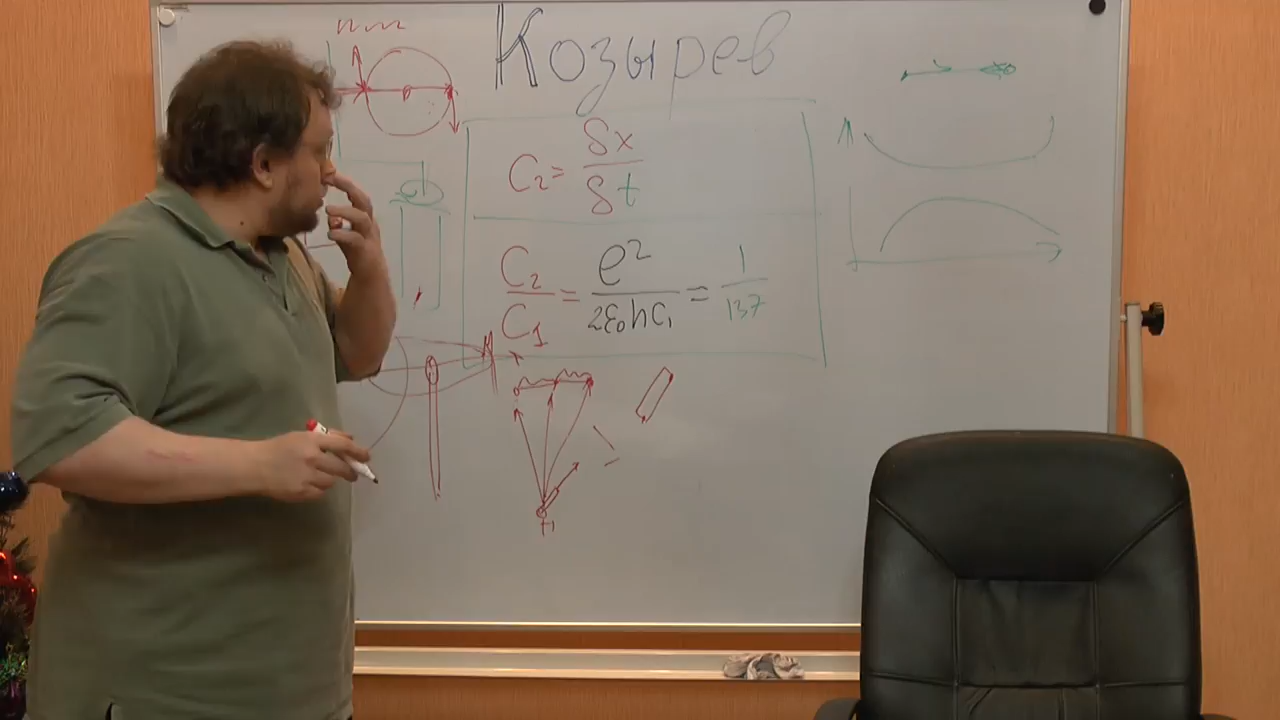 Козырев
C₂ = δx / δt
C₂ / C₁ = e² / 2ε₀hC₁ = 1 / 137